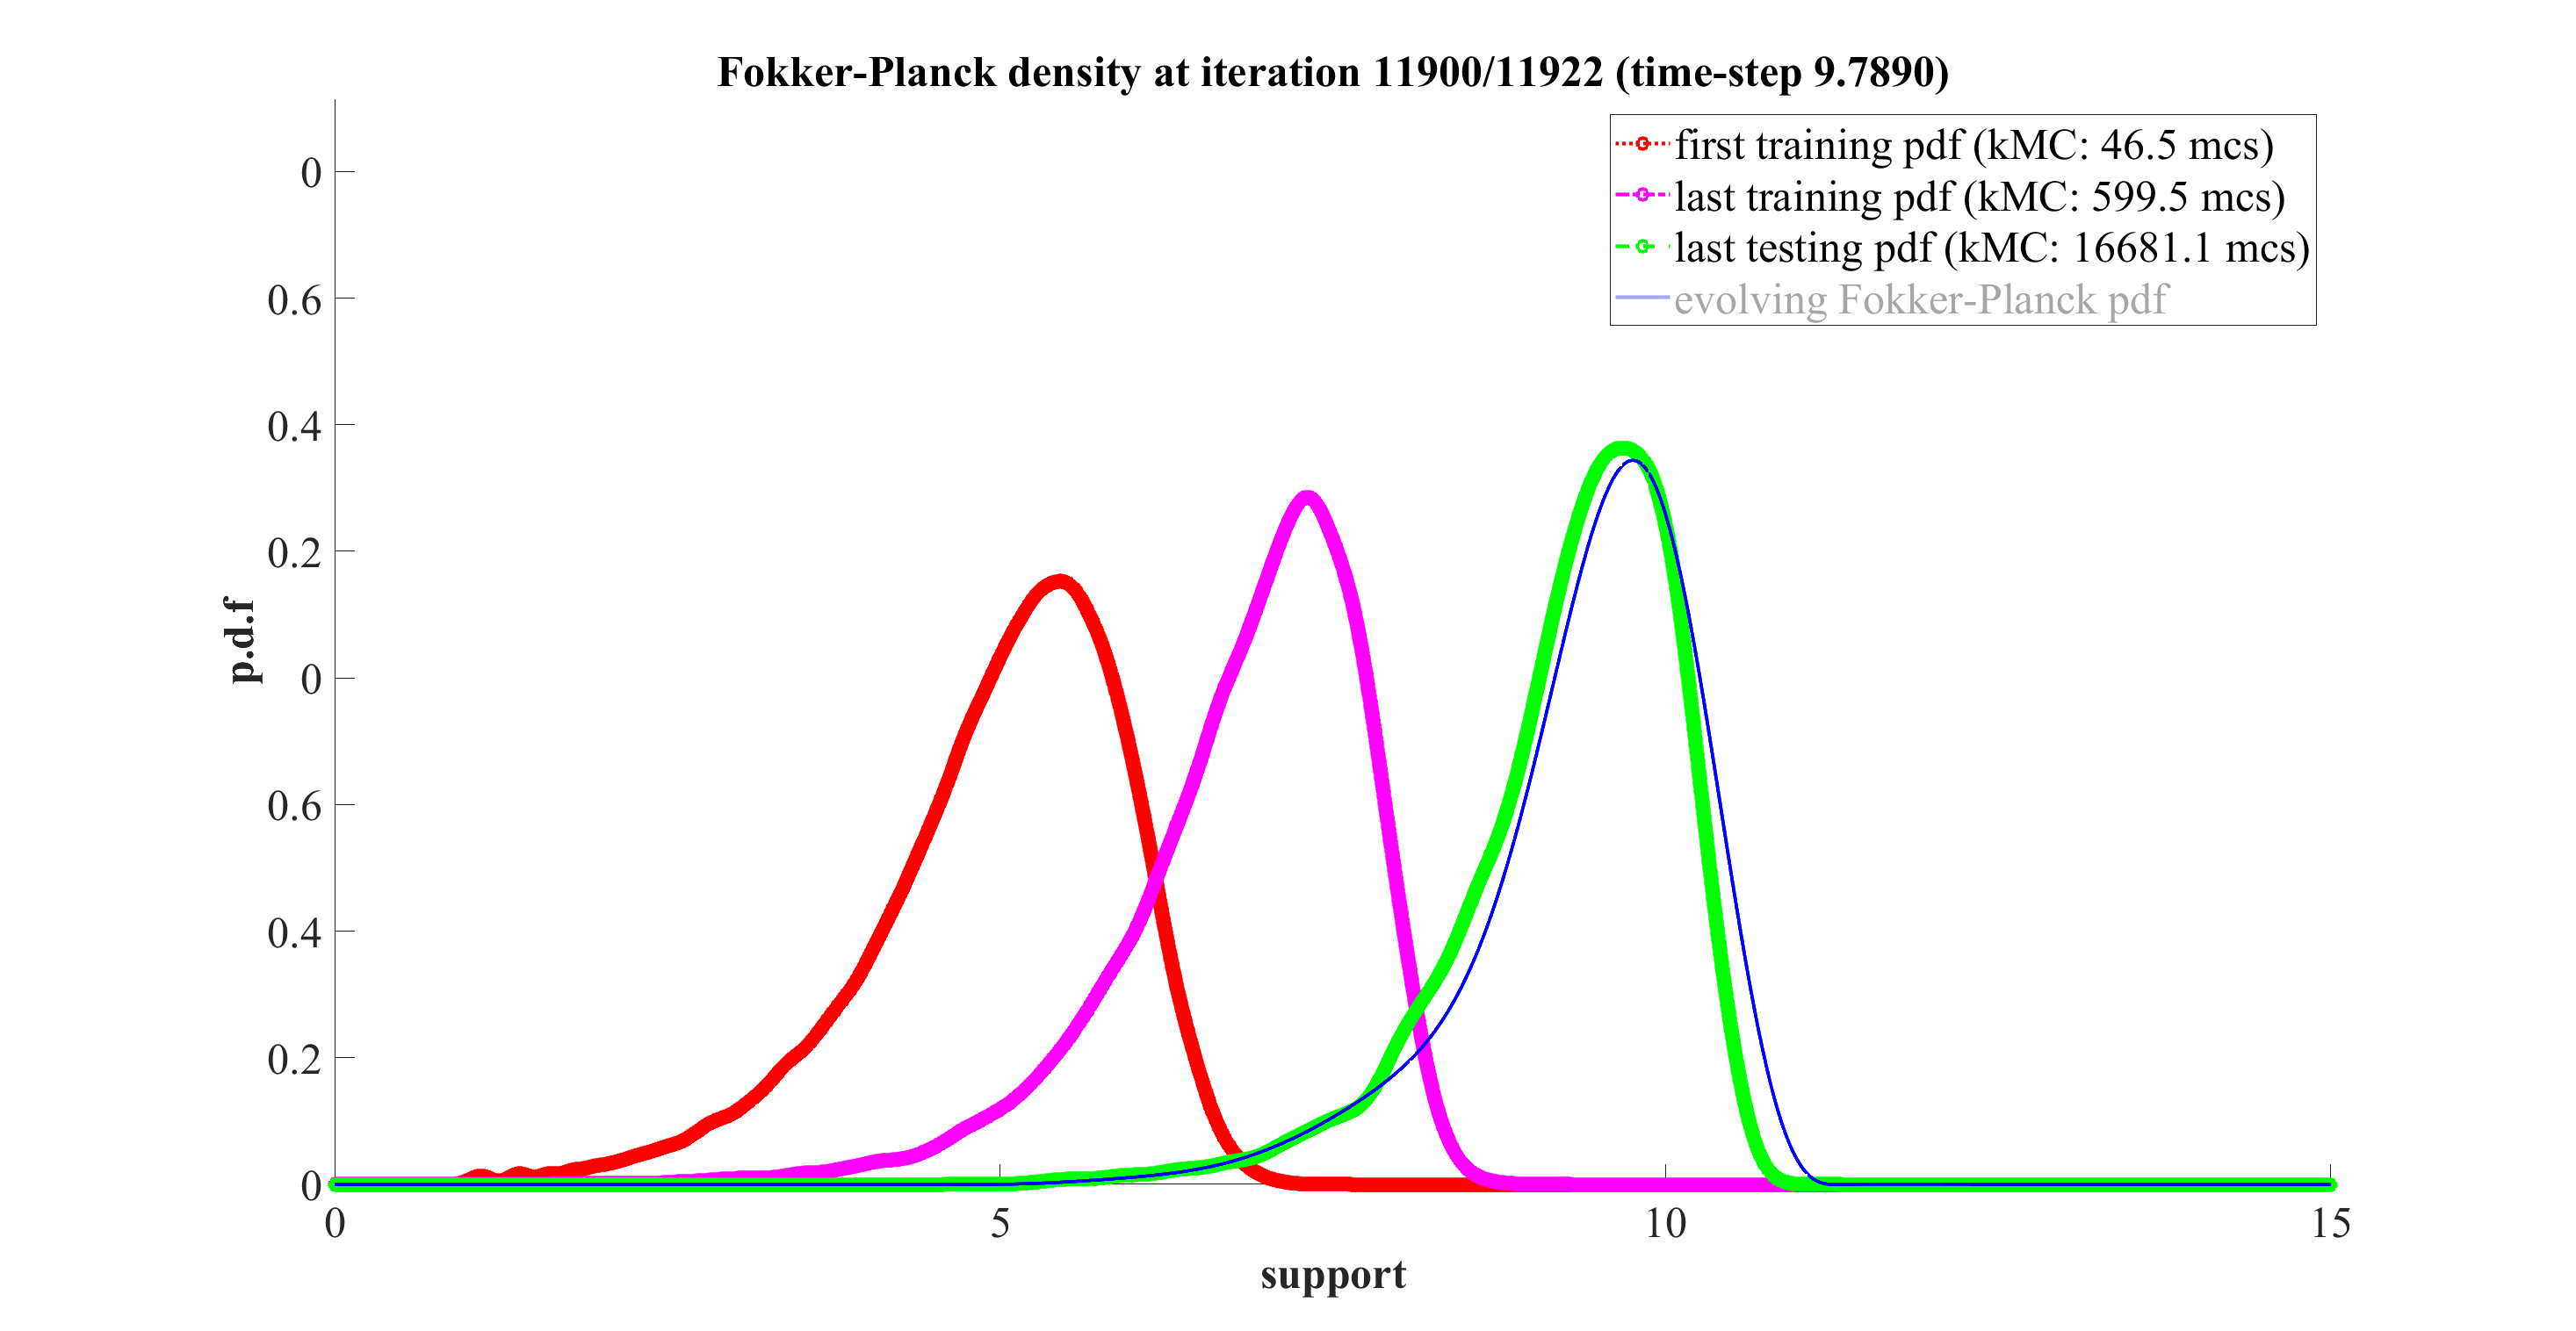 Fokker-Planck density at iteration 11900/11922 (time-step 9.7890)
first training pdf (kMC: 46.5 mcs)
last training pdf (kMC: 599.5 mcs)
last testing pdf (kMC: 16681.1 mcs)
evolving Fokker-Planck pdf
p.d.f
0
0.6
0.4
0.2
0
0.6
0.4
0.2
0
0 5 10 15
support